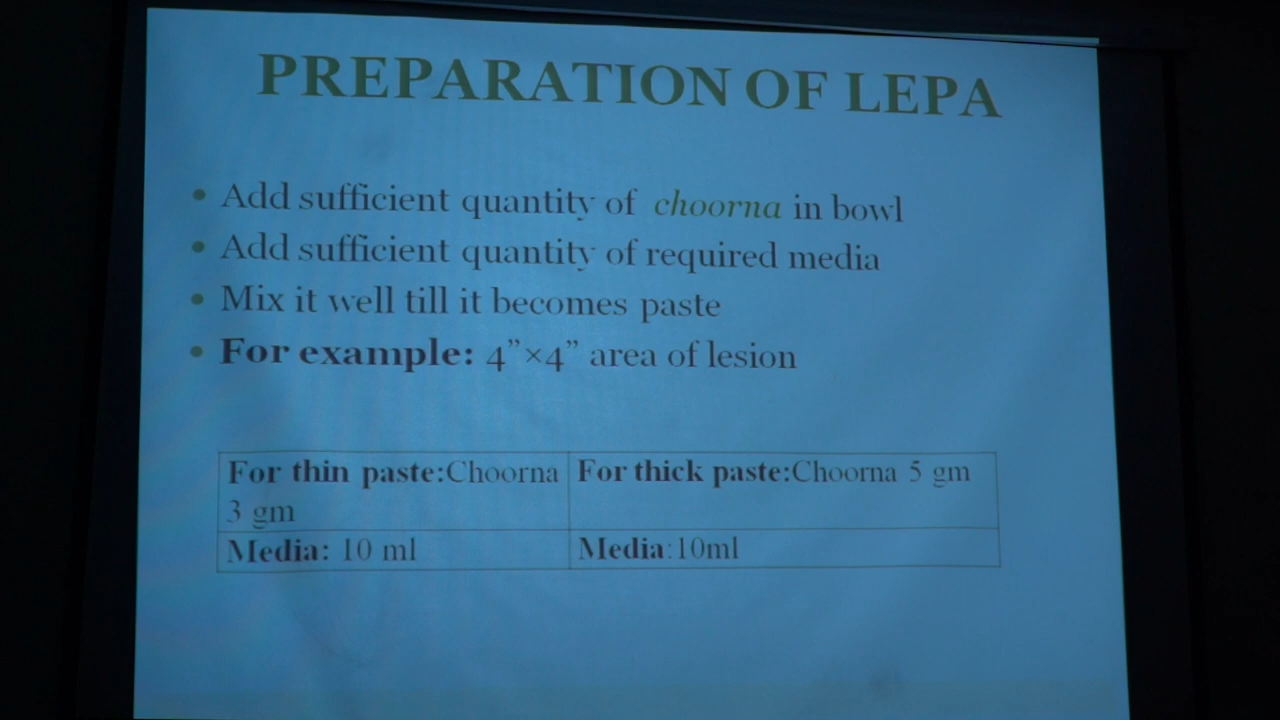 PREPARATION OF LEPA
• Add sufficient quantity of choorna in bowl
• Add sufficient quantity of required media
• Mix it well till it becomes paste
• For example: 4”×4” area of lesion
For thin paste:Choorna
3 gm
For thick paste:Choorna 5 gm
Media: 10 ml
Media:10ml